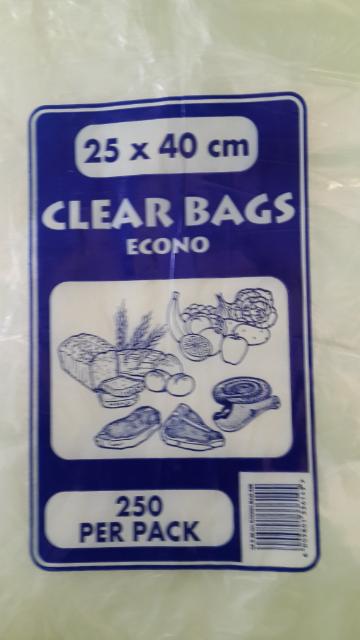 25 x 40 cm
CLEAR BAGS
ECONO
250
PER PACK